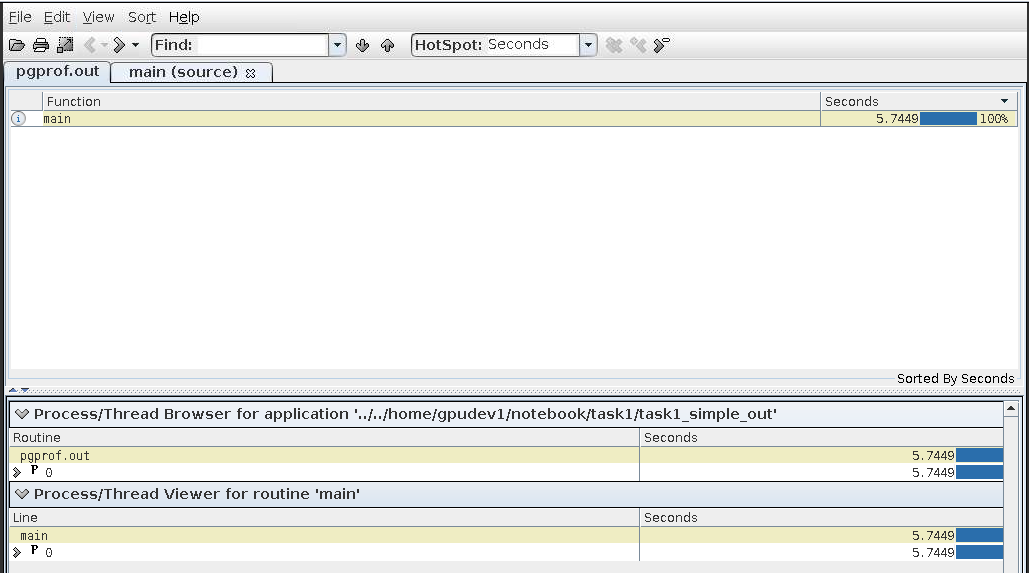 File Edit View Sort Help
Find: HotSpot: Seconds
pgprof.out main (source)
Function Seconds
i main 5.7449 100%
Sorted By Seconds
Process/Thread Browser for application '../../home/gpudev1/notebook/task1/task1_simple_out'
Routine Seconds
pgprof.out 5.7449
P 0 5.7449
Process/Thread Viewer for routine 'main'
Line Seconds
main 5.7449
P 0 5.7449